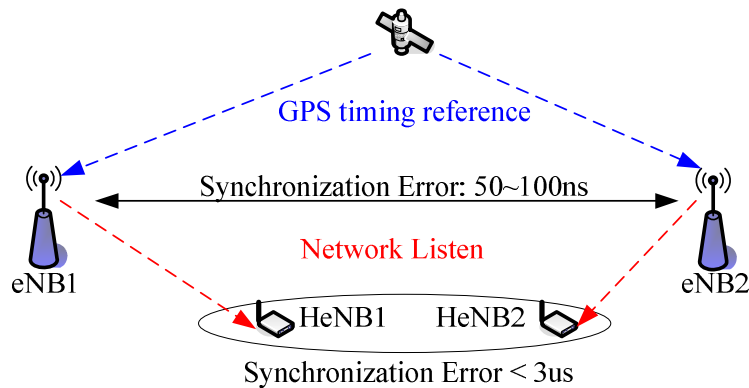 GPS timing reference
Synchronization Error: 50~100ns
Network Listen
eNB1
eNB2
HeNB1
HeNB2
Synchronization Error < 3us